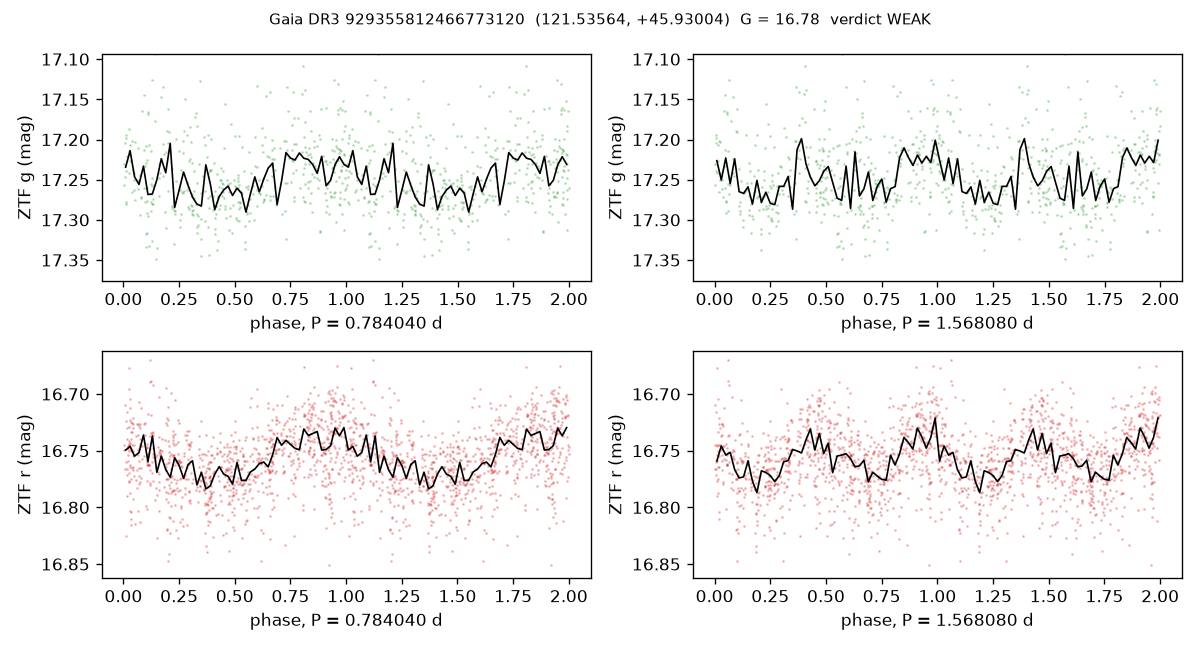 Gaia DR3 929355812466773120  (121.53564, +45.93004)  G = 16.78  verdict WEAK
17.10
17.15
17.20
17.25
17.30
17.35
ZTF g (mag)
0.00 0.25 0.50 0.75 1.00 1.25 1.50 1.75 2.00
phase, P = 0.784040 d
17.10
17.15
17.20
17.25
17.30
17.35
ZTF g (mag)
0.00 0.25 0.50 0.75 1.00 1.25 1.50 1.75 2.00
phase, P = 1.568080 d
16.70
16.75
16.80
16.85
ZTF r (mag)
0.00 0.25 0.50 0.75 1.00 1.25 1.50 1.75 2.00
phase, P = 0.784040 d
16.70
16.75
16.80
16.85
ZTF r (mag)
0.00 0.25 0.50 0.75 1.00 1.25 1.50 1.75 2.00
phase, P = 1.568080 d